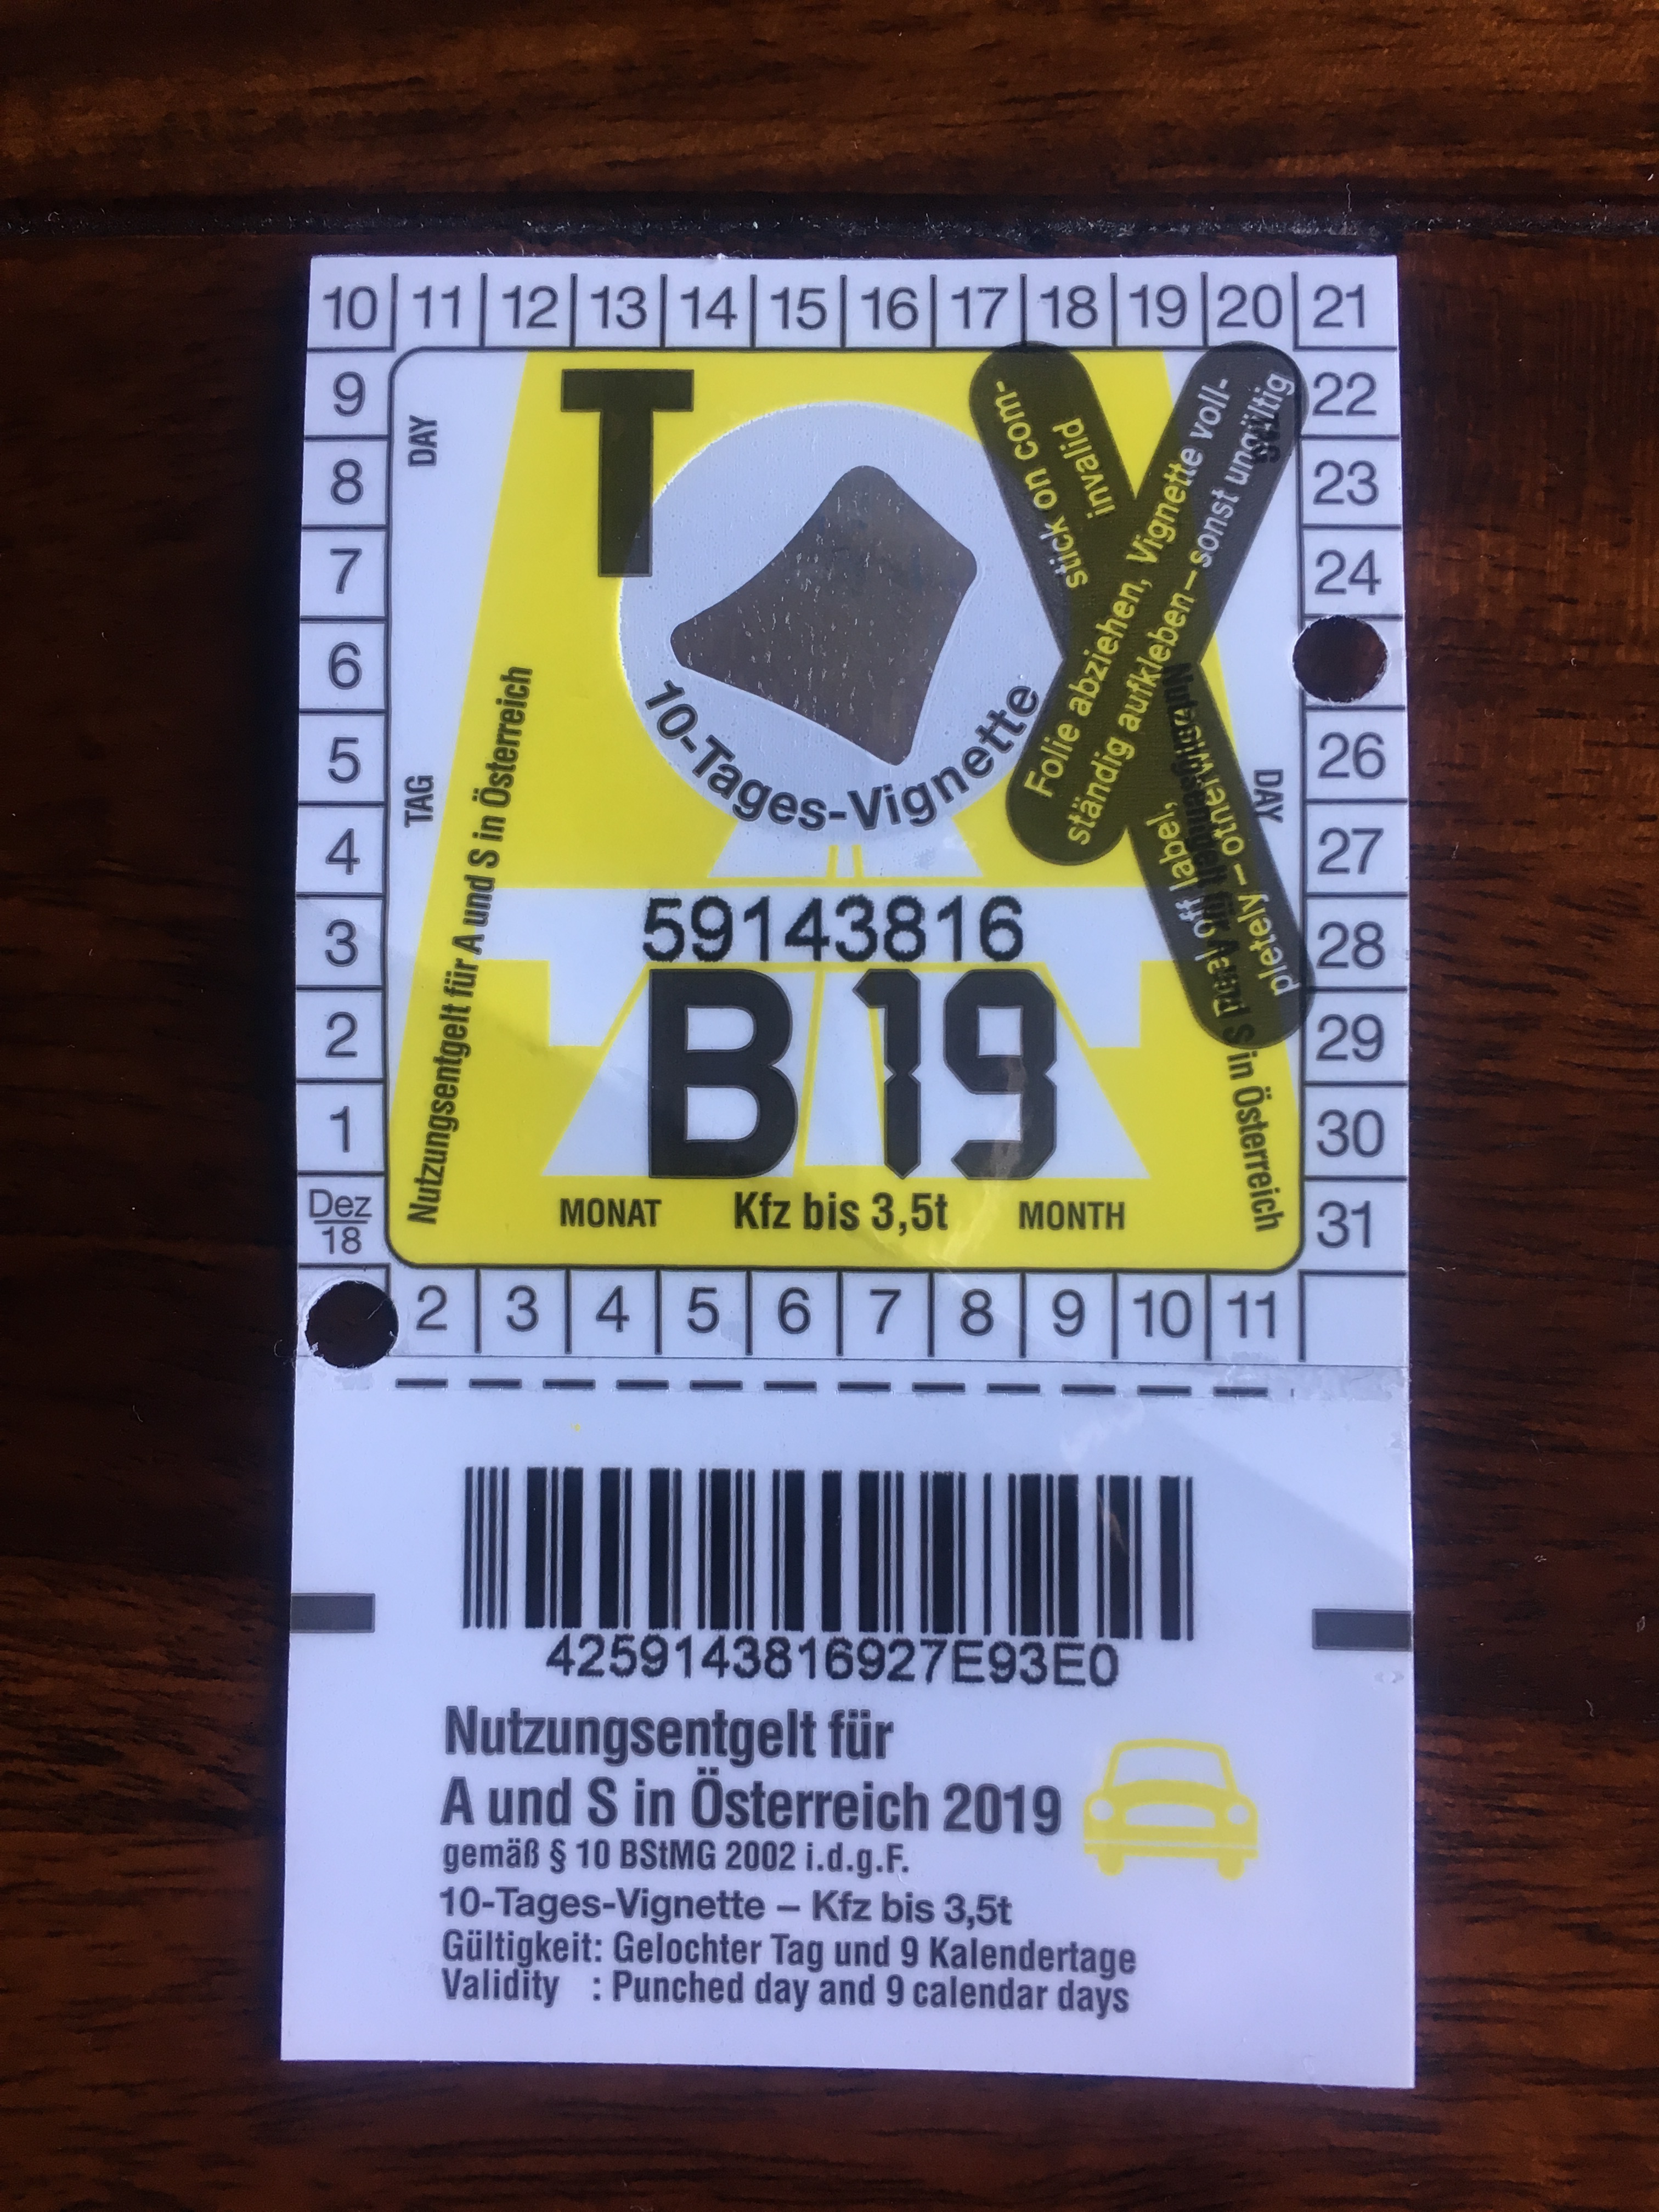 10 11 12 13 14 15 16 17 18 19 20 21
9
8
7
6
5
4
3
2
1
Dez
18
22
23
24
26
27
28
29
30
31
2 3 4 5 6 7 8 9 10 11
DAY
TAG
Nutzungsentgelt für A und S in Österreich
T
10-Tages-Vignette
Folie abziehen, Vignette voll-
ständig aufkleben – sonst ungültig
Peel off label, stick on com-
pletely – otherwise invalid
DAY
Nutzungsentgelt für A und S in Österreich
59143816
B 19
MONAT Kfz bis 3,5t MONTH
4259143816927E93E0
Nutzungsentgelt für
A und S in Österreich 2019
gemäß § 10 BStMG 2002 i.d.g.F.
10-Tages-Vignette – Kfz bis 3,5t
Gültigkeit: Gelochter Tag und 9 Kalendertage
Validity : Punched day and 9 calendar days